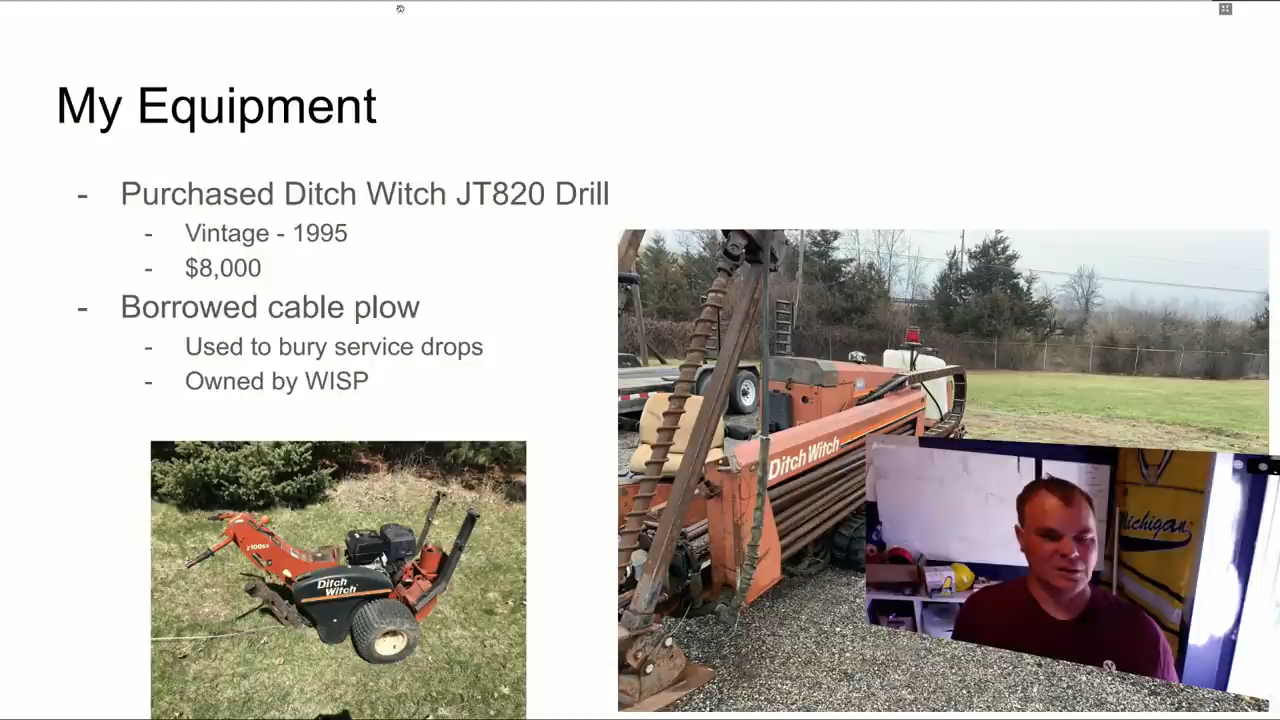 My Equipment
- Purchased Ditch Witch JT820 Drill
- Vintage - 1995
- $8,000
- Borrowed cable plow
- Used to bury service drops
- Owned by WISP
Ditch Witch
Michigan
Ditch
Witch